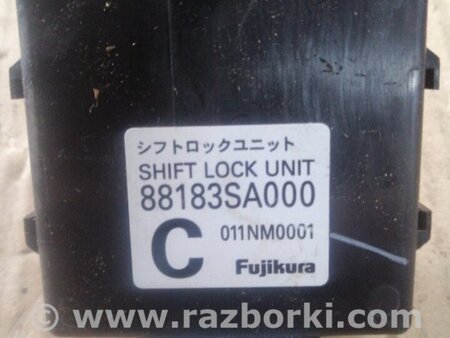 シフトロックユニット
SHIFT LOCK UNIT
88183SA000
C 011NM0001
Fujikura
© www.razborki.com